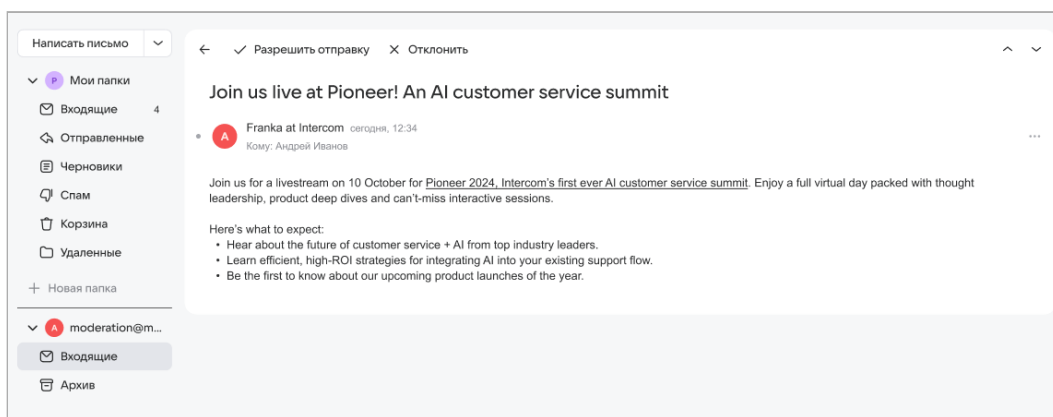 Написать письмо
Разрешить отправку
Отклонить
Р Мои папки
Входящие 4
Отправленные
Черновики
Спам
Корзина
Удаленные
Новая папка
А moderation@m...
Входящие
Архив
Join us live at Pioneer! An AI customer service summit
А
Franka at Intercom сегодня, 12:34
Кому: Андрей Иванов
Join us for a livestream on 10 October for Pioneer 2024, Intercom's first ever AI customer service summit. Enjoy a full virtual day packed with thought
leadership, product deep dives and can't-miss interactive sessions.
Here's what to expect:
• Hear about the future of customer service + AI from top industry leaders.
• Learn efficient, high-ROI strategies for integrating AI into your existing support flow.
• Be the first to know about our upcoming product launches of the year.